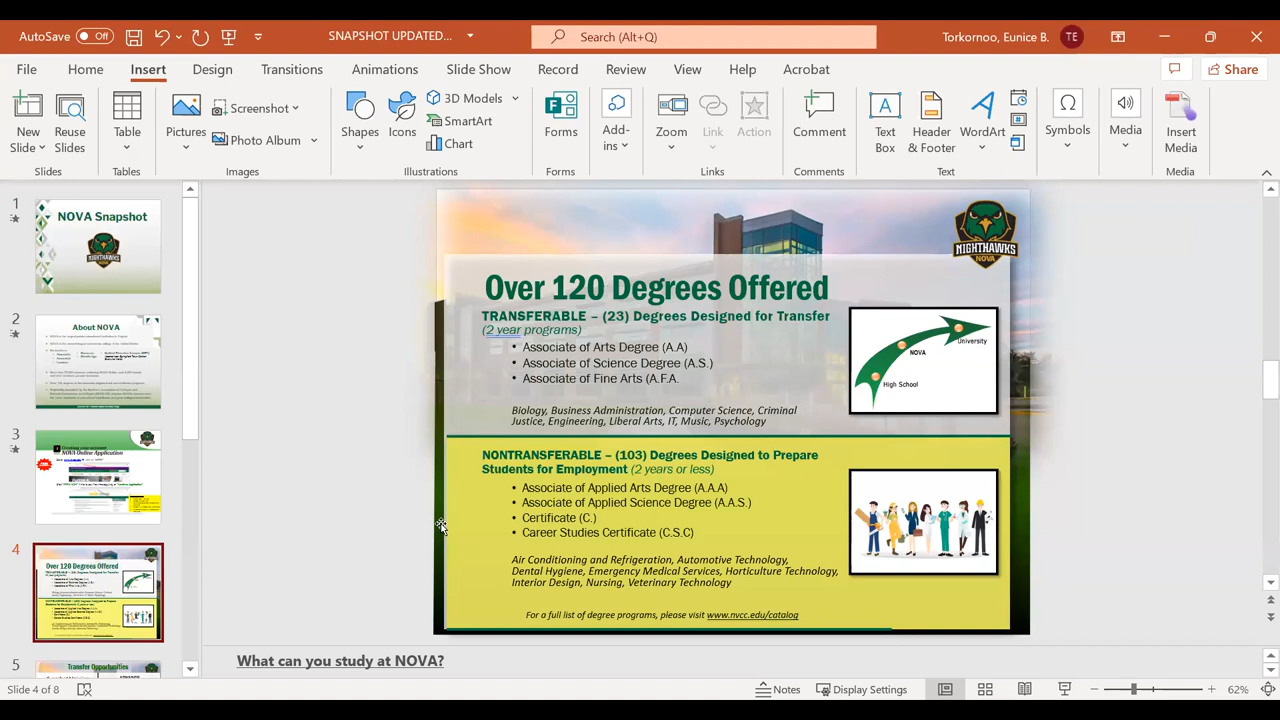 AutoSave Off
SNAPSHOT UPDATED...
Search (Alt+Q)
Torkornoo, Eunice B. TE
File Home Insert Design Transitions Animations Slide Show Record Review View Help Acrobat Share
New Slide
Reuse Slides
Table
Pictures
Screenshot
Photo Album
Shapes
Icons
3D Models
SmartArt
Chart
Forms
Add-ins
Zoom
Link
Action
Comment
Text Box
Header & Footer
WordArt
Symbols
Media
Insert Media
Slides Tables Images Illustrations Forms Links Comments Text Media
1
NOVA Snapshot
2
About NOVA
3
Creating your account
NOVA Online Application
4
Over 120 Degrees Offered
5
Transfer Opportunities
NIGHTHAWKS
NOVA
Over 120 Degrees Offered
TRANSFERABLE – (23) Degrees Designed for Transfer
(2 year programs)
• Associate of Arts Degree (A.A)
• Associate of Science Degree (A.S.)
• Associate of Fine Arts (A.F.A.
Biology, Business Administration, Computer Science, Criminal
Justice, Engineering, Liberal Arts, IT, Music, Psychology
University
NOVA
High School
NONTRANSFERABLE – (103) Degrees Designed to Prepare
Students for Employment (2 years or less)
• Associate of Applied Arts Degree (A.A.A)
• Associate of Applied Science Degree (A.A.S.)
• Certificate (C.)
• Career Studies Certificate (C.S.C)
Air Conditioning and Refrigeration, Automotive Technology,
Dental Hygiene, Emergency Medical Services, Horticulture Technology,
Interior Design, Nursing, Veterinary Technology
For a full list of degree programs, please visit www.nvcc.edu/catalog
What can you study at NOVA?
Slide 4 of 8
Notes
Display Settings
62%